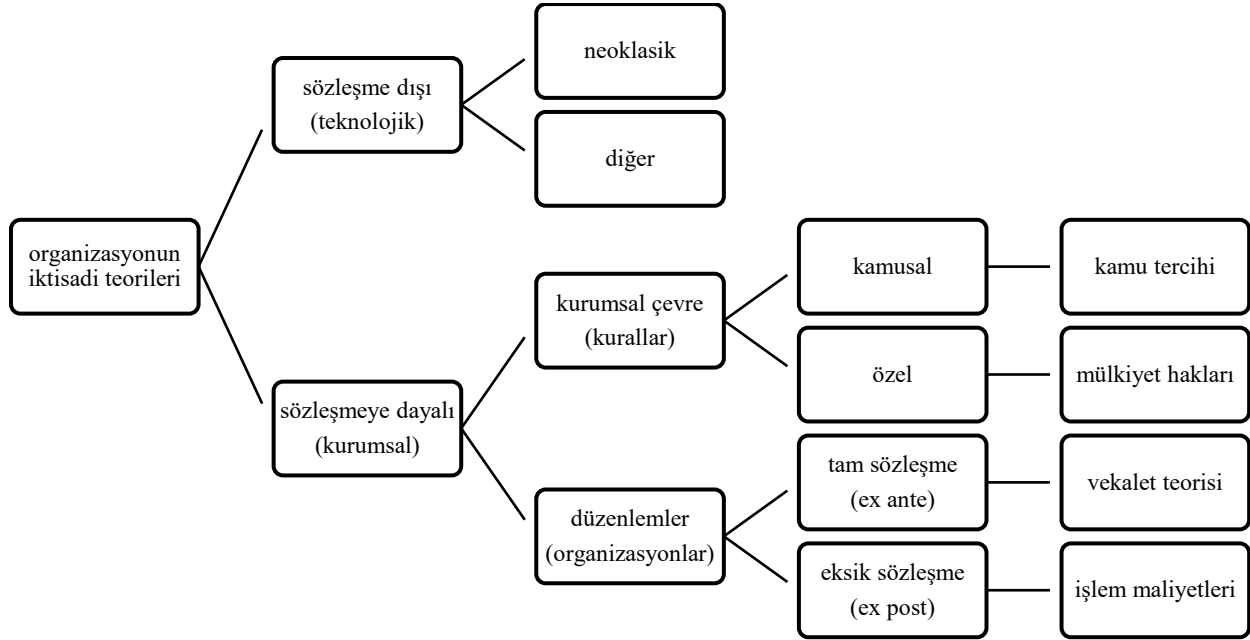 neoklasik
sözleşme dışı
(teknolojik)
diğer
organizasyonun
iktisadi teorileri
kamusal
kamu tercihi
kurumsal çevre
(kurallar)
özel
mülkiyet hakları
sözleşmeye dayalı
(kurumsal)
tam sözleşme
(ex ante)
vekalet teorisi
düzenlemler
(organizasyonlar)
eksik sözleşme
(ex post)
işlem maliyetleri